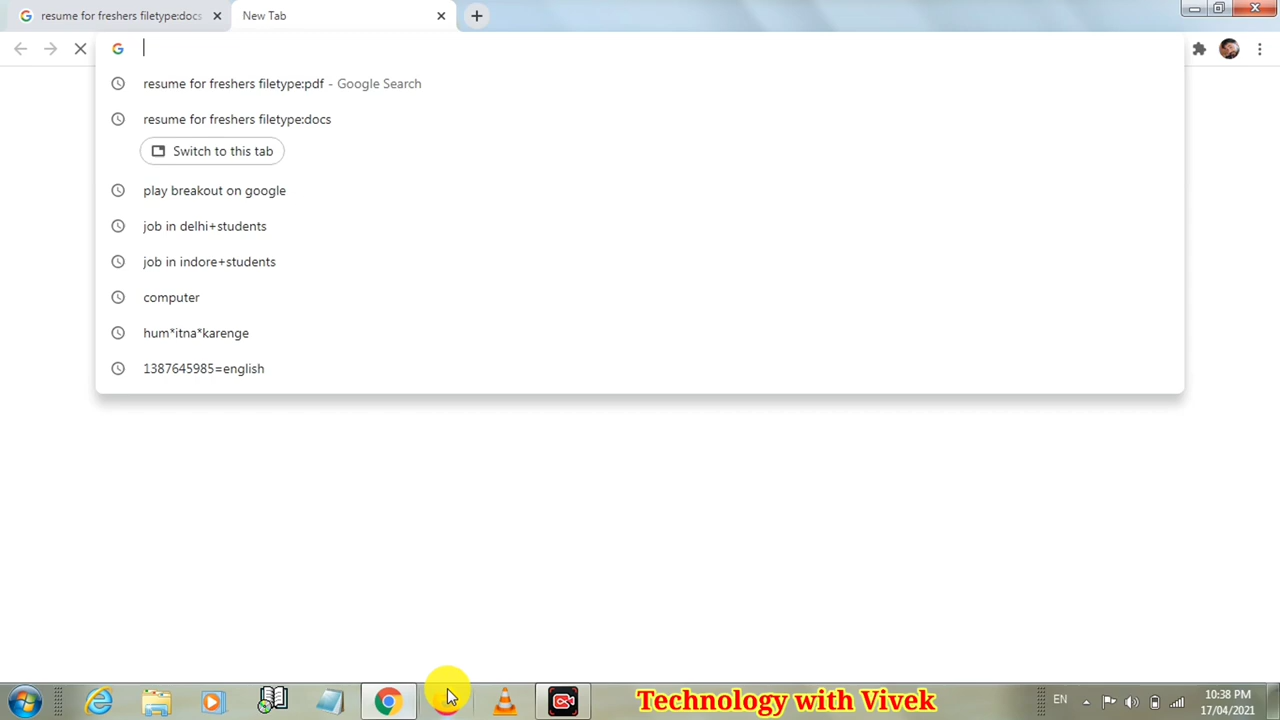 resume for freshers filetype:docs
New Tab
resume for freshers filetype:pdf - Google Search
resume for freshers filetype:docs
Switch to this tab
play breakout on google
job in delhi+students
job in indore+students
computer
hum*itna*karenge
1387645985=english
Technology with Vivek
EN
10:38 PM
17/04/2021